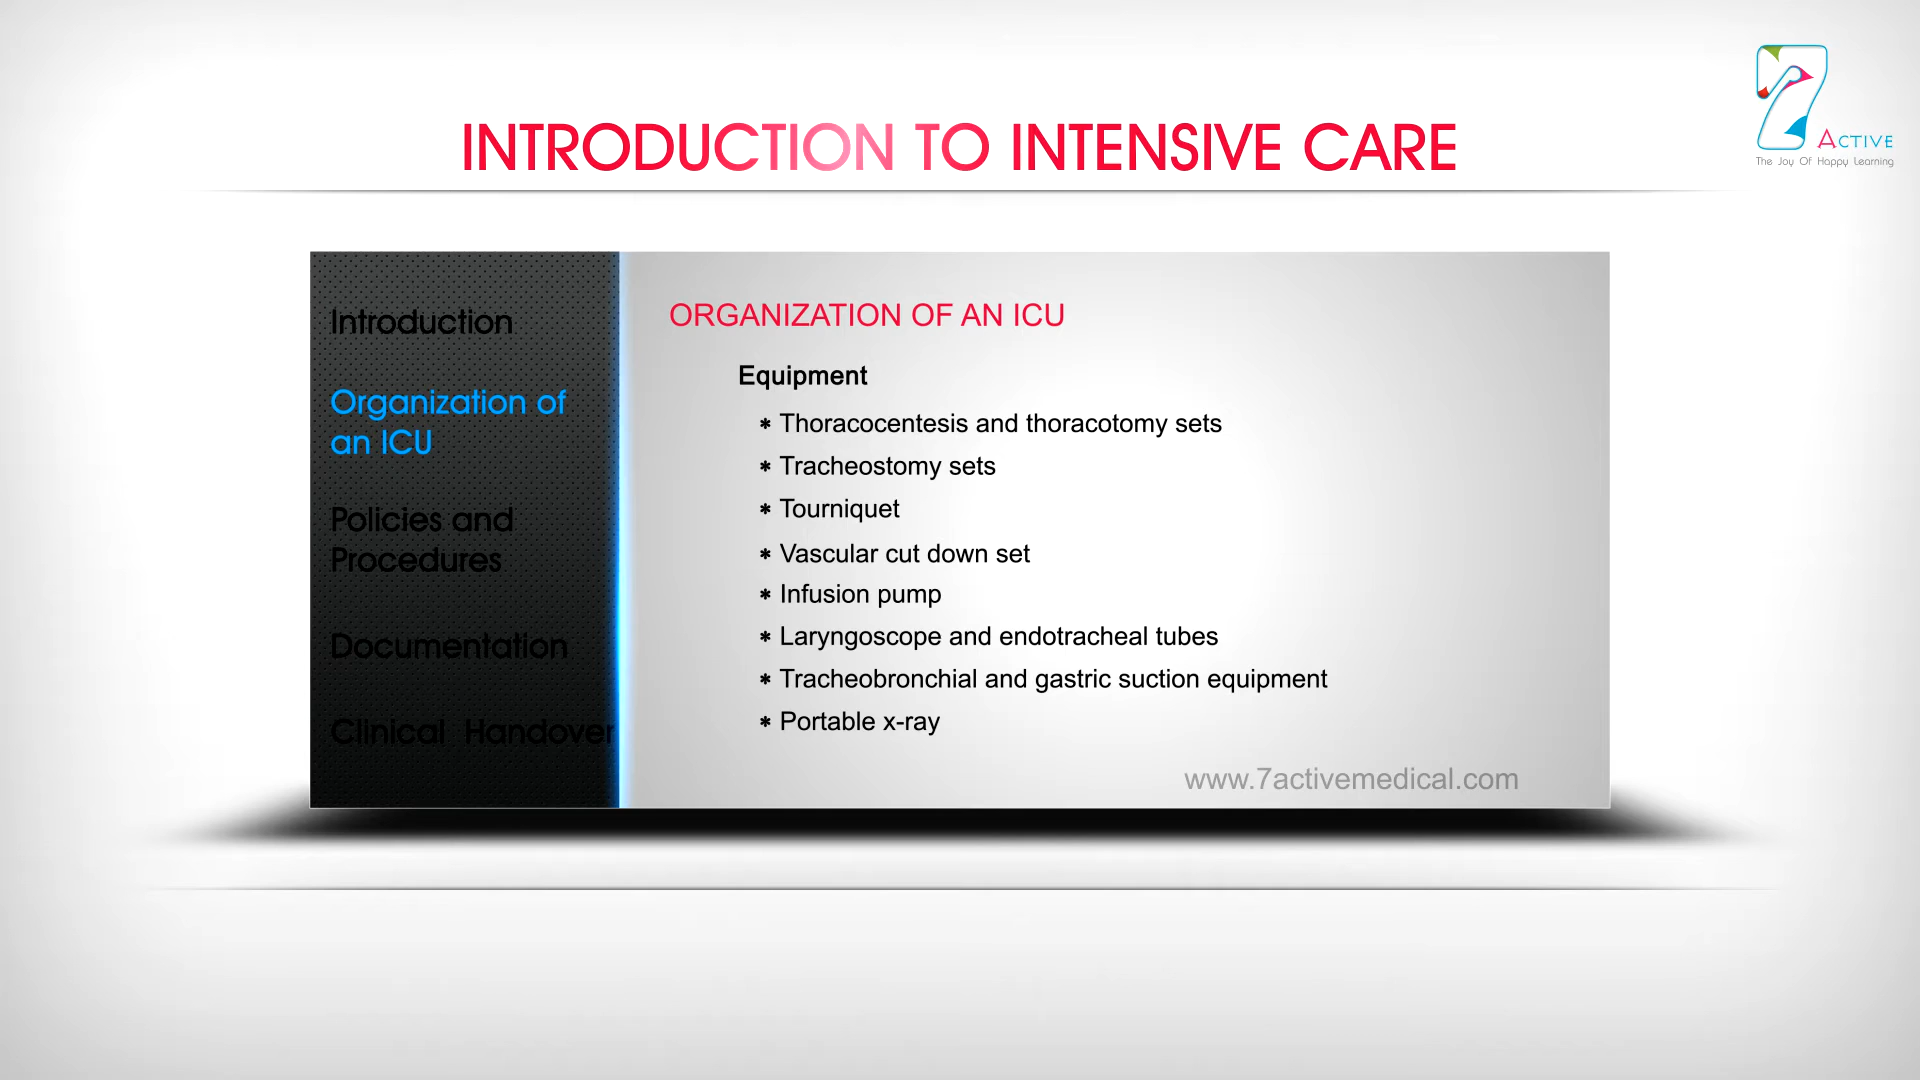 INTRODUCTION TO INTENSIVE CARE
7 ACTIVE
The Joy Of Happy Learning
Introduction
Organization of
an ICU
Policies and
Procedures
Documentation
Clinical Handover
ORGANIZATION OF AN ICU
Equipment
* Thoracocentesis and thoracotomy sets
* Tracheostomy sets
* Tourniquet
* Vascular cut down set
* Infusion pump
* Laryngoscope and endotracheal tubes
* Tracheobronchial and gastric suction equipment
* Portable x-ray
www.7activemedical.com